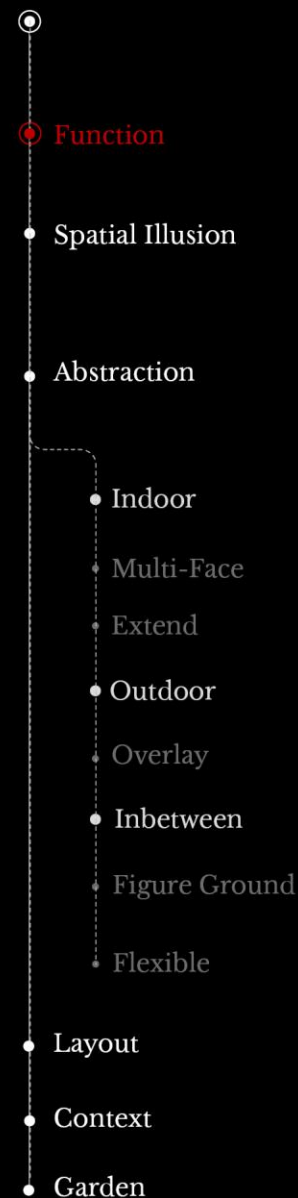 Function
Spatial Illusion
Abstraction
Indoor
Multi-Face
Extend
Outdoor
Overlay
Inbetween
Figure Ground
Flexible
Layout
Context
Garden